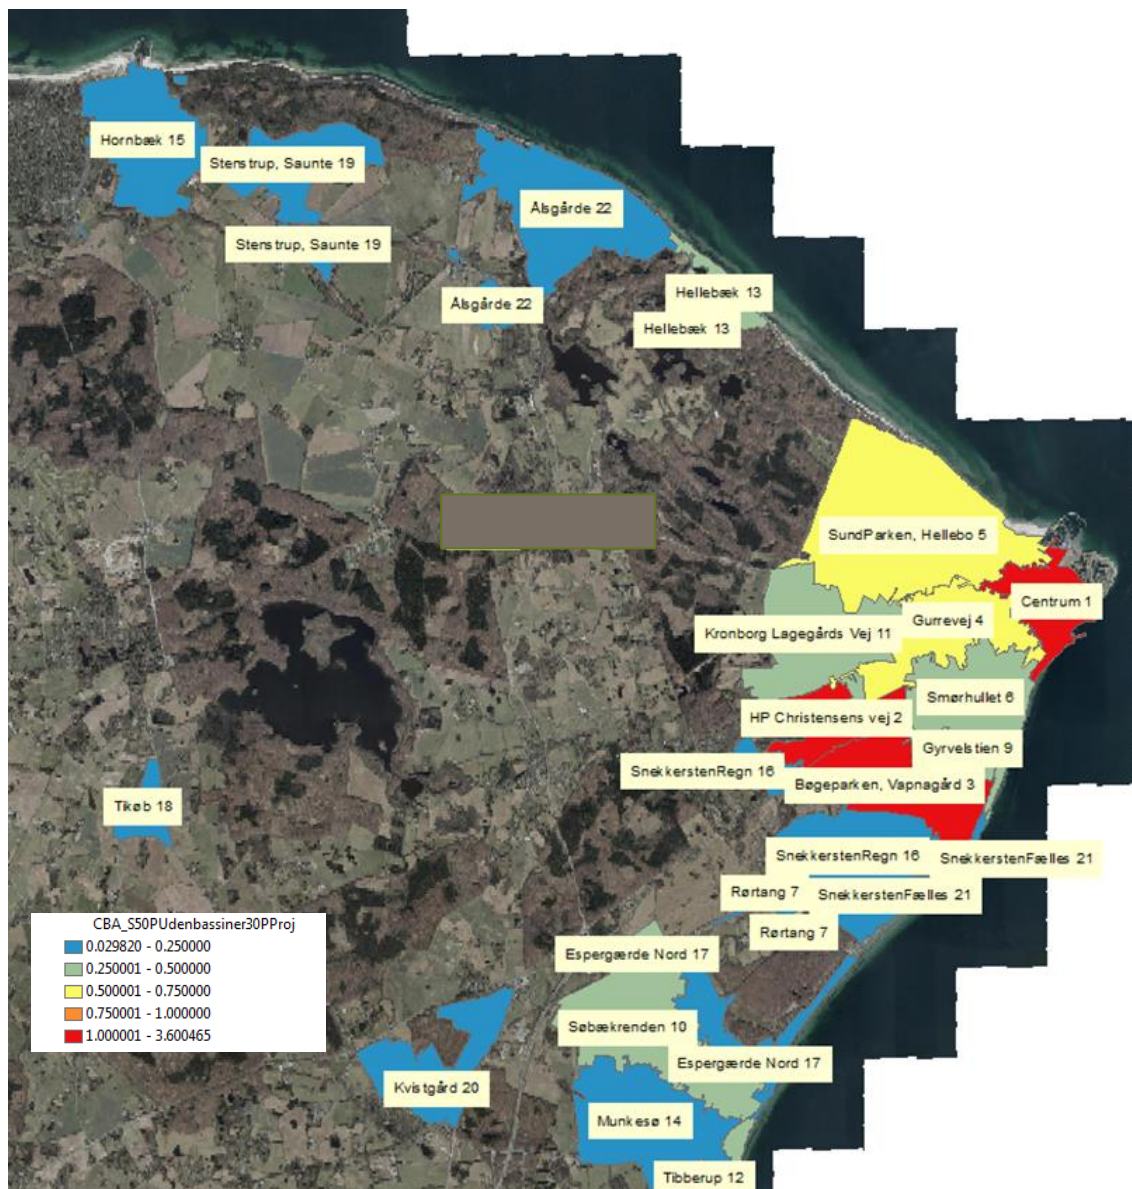 Hornbæk 15
Stenstrup, Saunte 19
Ålsgårde 22
Stenstrup, Saunte 19
Hellebæk 13
Ålsgårde 22
Hellebæk 13
SundParken, Hellebo 5
Centrum 1
Gurrevej 4
Kronborg Lagegårds Vej 11
Smørhullet 6
HP Christensens vej 2
Gyrvelstien 9
SnekkerstenRegn 16
Bøgeparken, Vapnagård 3
Tikøb 18
SnekkerstenRegn 16
SnekkerstenFælles 21
Rørtang 7
SnekkerstenFælles 21
Rørtang 7
CBA_S50PUdenbassiner30PProj
0.029820 - 0.250000
0.250001 - 0.500000
0.500001 - 0.750000
0.750001 - 1.000000
1.000001 - 3.600465
Espergærde Nord 17
Søbækrenden 10
Espergærde Nord 17
Kvistgård 20
Munkesø 14
Tibberup 12